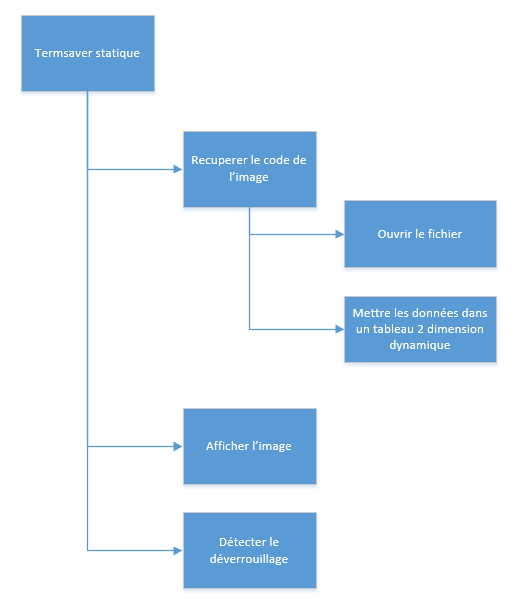 Termsaver statique
Recuperer le code de
l'image
Ouvrir le fichier
Mettre les données dans
un tableau 2 dimension
dynamique
Afficher l'image
Détecter le
déverrouillage